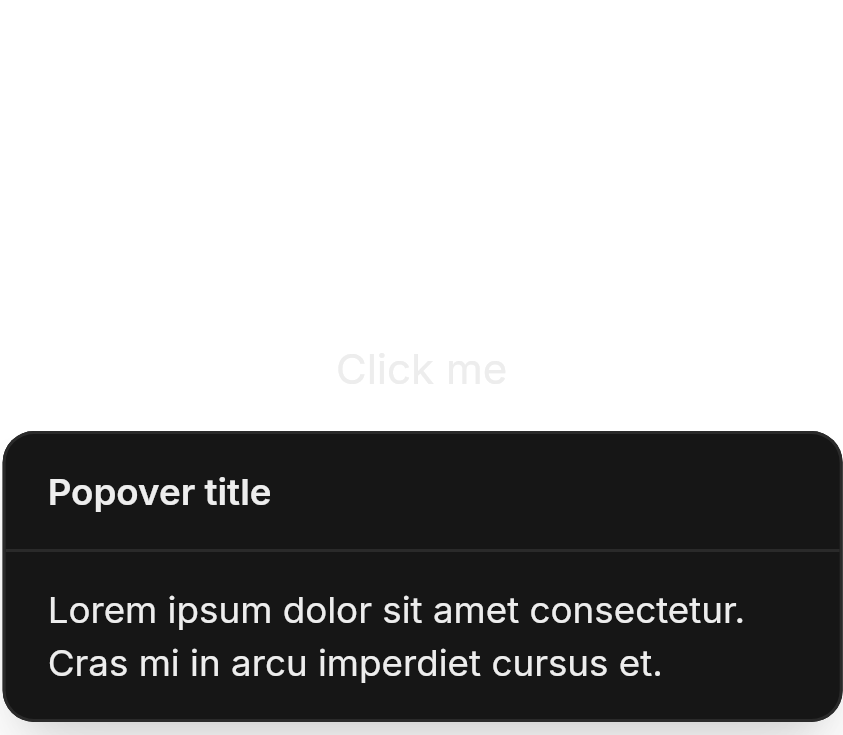 Click me
Popover title
Lorem ipsum dolor sit amet consectetur.
Cras mi in arcu imperdiet cursus et.